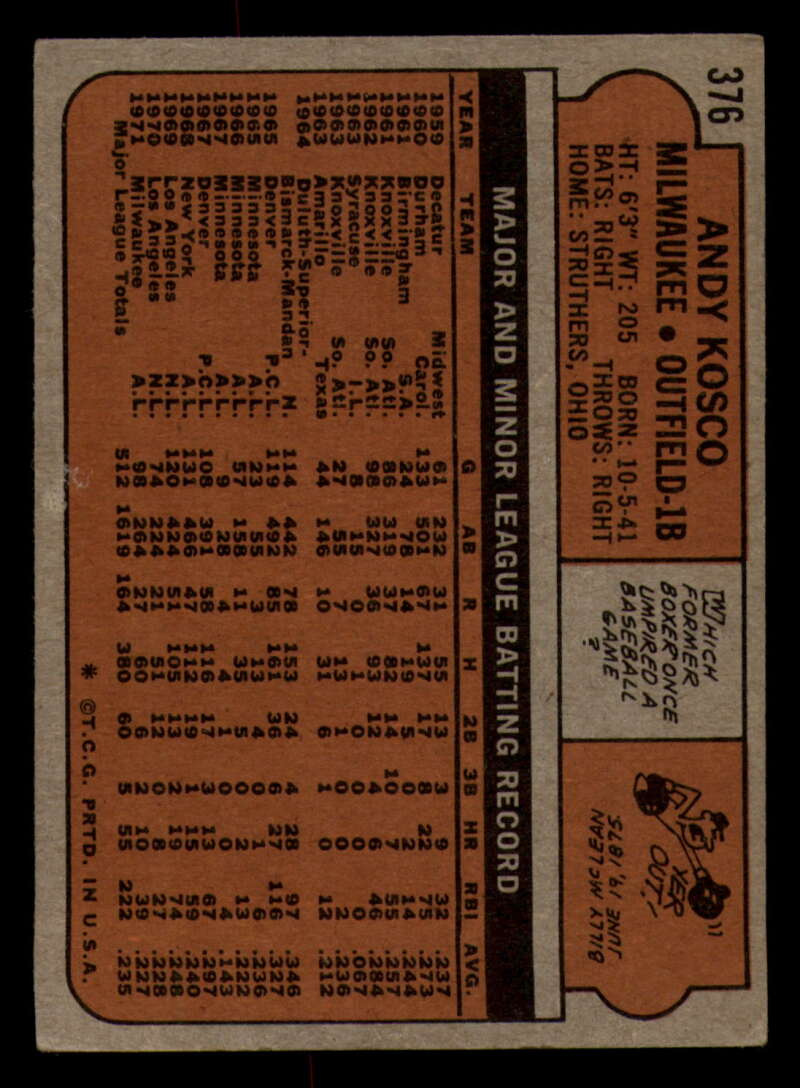 376
ANDY KOSCO
MILWAUKEE • OUTFIELD-1B
HT: 6'3" WT: 205 BORN: 10-5-41
BATS: RIGHT THROWS: RIGHT
HOME: STRUTHERS, OHIO
WHICH
FORMER
BOXER ONCE
UMPIRED A
BASEBALL
GAME
?
XER
OUT!
BILLY McLEAN
JUNE 19, 1875.
MAJOR AND MINOR LEAGUE BATTING RECORD
YEAR TEAM G AB R H 2B 3B HR RBI AVG.
1959 Decatur Midwest 61 232 31 55 13 3 9 32 .237
1960 Durham Carol. 133 501 67 137 17 8 22 75 .273
1961 Birmingham S.A. 24 78 14 19 5 0 2 14 .244
1961 Knoxville So. Atl. 86 319 37 82 14 10 7 55 .257
1962 Knoxville So. Atl. 98 327 36 93 12 4 6 46 .284
1963 Syracuse I.L. 8 15 0 1 0 0 0 0 .067
1963 Knoxville So. Atl. 27 55 7 13 1 0 0 2 .236
1963 Amarillo Texas 44 146 10 31 6 1 0 12 .212
1964 Duluth-Superior-
Bismarck-Mandan N. 114 442 78 153 24 4 28 97 .346
1965 Denver P.C.L. 119 492 85 161 36 6 27 116 .327
1965 Minnesota A.L. 23 55 3 13 4 0 1 6 .236
1966 Minnesota A.L. 57 158 11 35 5 0 2 13 .222
1967 Minnesota A.L. 9 28 4 4 1 0 0 4 .143
1967 Denver P.C.L. 108 391 58 116 17 3 13 67 .297
1968 New York A.L. 131 466 47 112 19 1 15 59 .240
1969 Los Angeles N.L. 120 424 51 105 13 2 19 74 .248
1970 Los Angeles N.L. 74 224 21 51 12 0 8 27 .228
1971 Milwaukee A.L. 98 264 27 60 6 2 10 39 .227
Major League Totals 512 1619 164 380 60 5 55 222 .235
* ©T.C.G. PRTD. IN U.S.A.